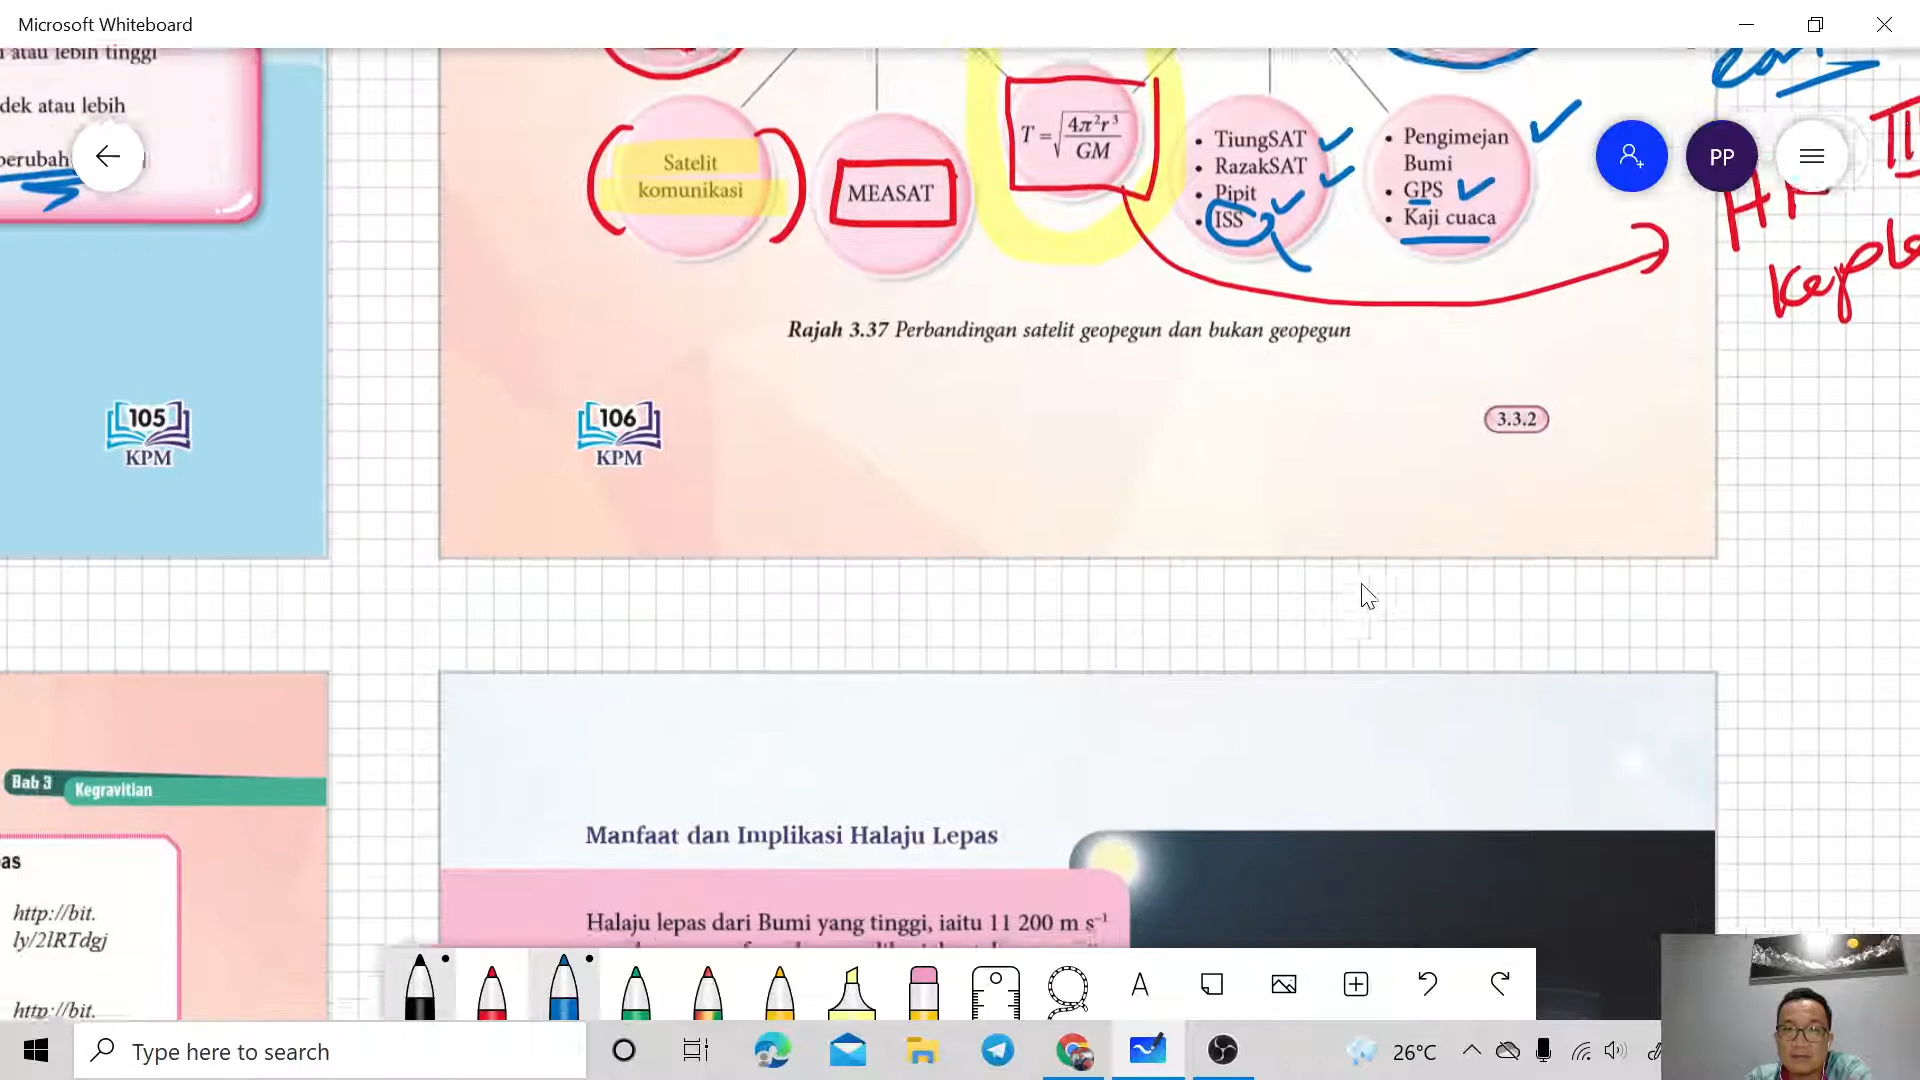 Microsoft Whiteboard
atau lebih tinggi
dek atau lebih
perubah
Satelit
komunikasi
MEASAT
T = √(4π²r³ / GM)
• TiungSAT
• RazakSAT
• Pipit
• ISS
• Pengimejan
Bumi
• GPS
• Kaji cuaca
PP
III
Rajah 3.37 Perbandingan satelit geopegun dan bukan geopegun
105
KPM
106
KPM
3.3.2
Bab 3
Kegravitian
as
http://bit.
ly/2lRTdgj
http://bit.
Manfaat dan Implikasi Halaju Lepas
Halaju lepas dari Bumi yang tinggi, iaitu 11 200 m s⁻¹
A
Type here to search
26°C